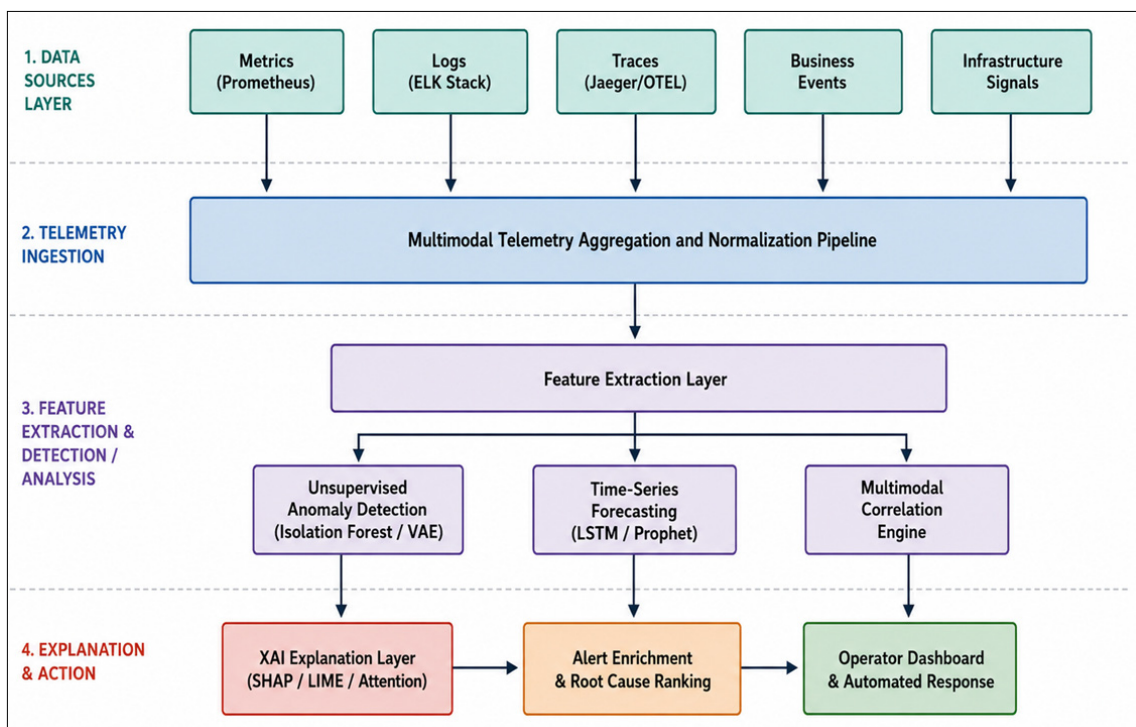 1. DATA
SOURCES
LAYER
Metrics
(Prometheus)
Logs
(ELK Stack)
Traces
(Jaeger/OTEL)
Business
Events
Infrastructure
Signals
2. TELEMETRY
INGESTION
Multimodal Telemetry Aggregation and Normalization Pipeline
3. FEATURE
EXTRACTION &
DETECTION /
ANALYSIS
Feature Extraction Layer
Unsupervised
Anomaly Detection
(Isolation Forest / VAE)
Time-Series
Forecasting
(LSTM / Prophet)
Multimodal
Correlation
Engine
4. EXPLANATION
& ACTION
XAI Explanation Layer
(SHAP / LIME / Attention)
Alert Enrichment
& Root Cause Ranking
Operator Dashboard
& Automated Response